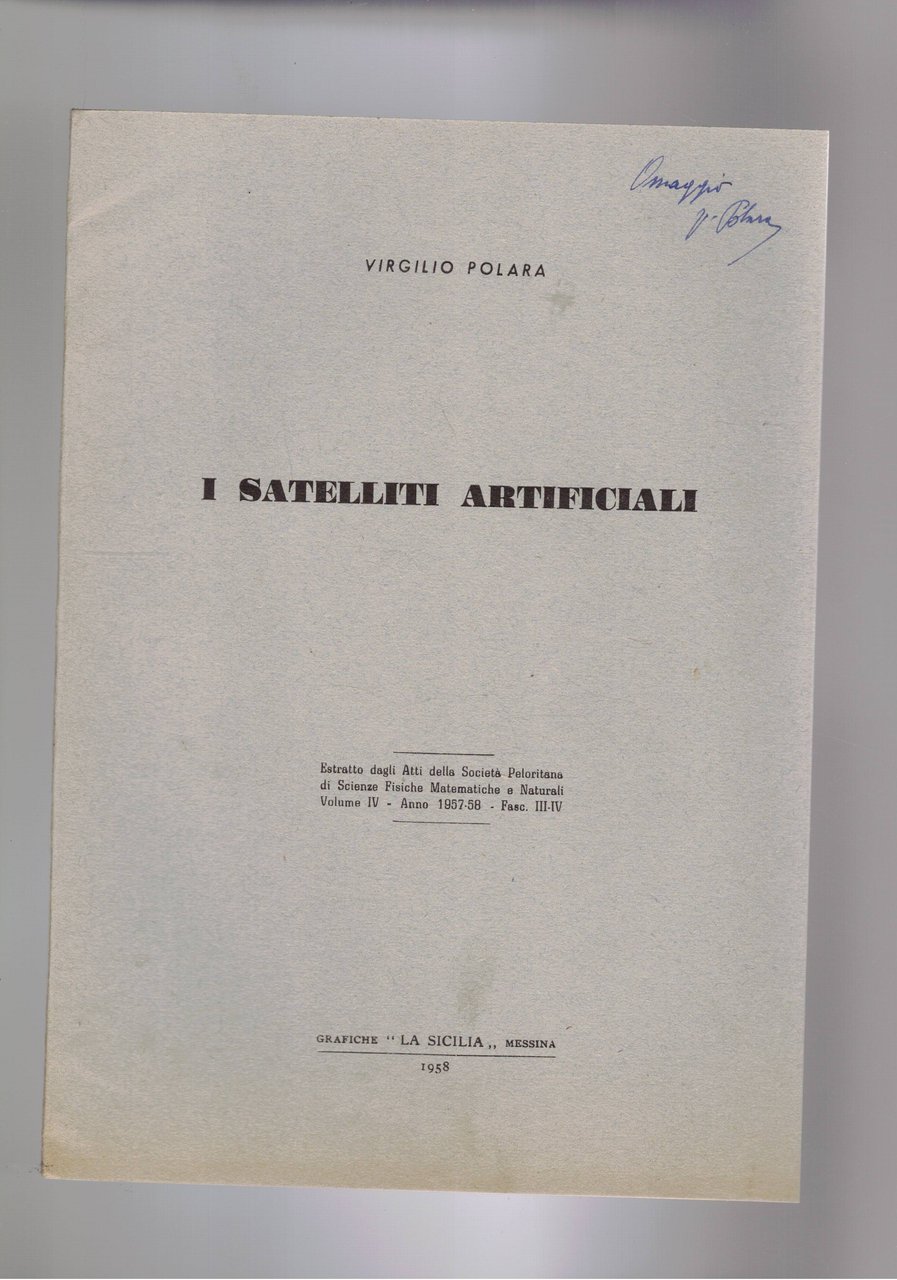 Omaggio
V. Polara
VIRGILIO POLARA
I SATELLITI ARTIFICIALI
Estratto dagli Atti della Società Peloritana
di Scienze Fisiche Matematiche e Naturali
Volume IV - Anno 1957-58 - Fasc. III-IV
GRAFICHE “ LA SICILIA „ MESSINA
1958